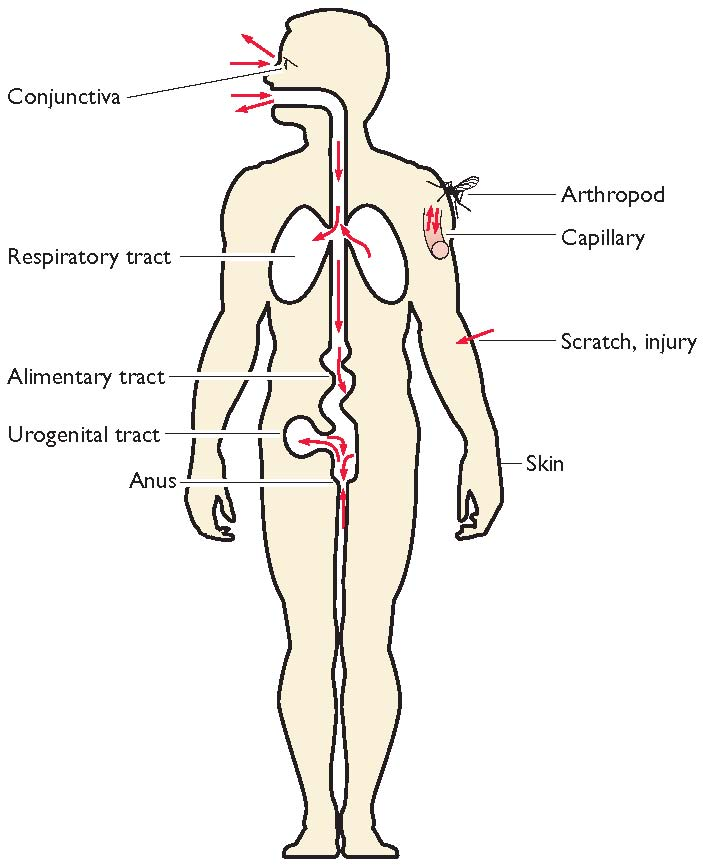 Conjunctiva
Arthropod
Capillary
Respiratory tract
Scratch, injury
Alimentary tract
Urogenital tract
Skin
Anus